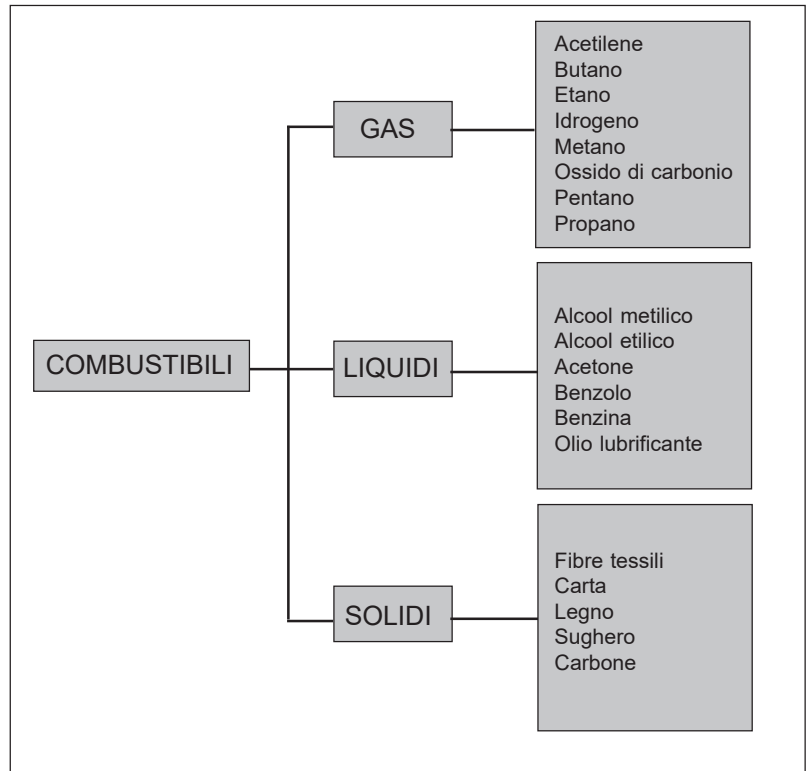 COMBUSTIBILI
GAS
Acetilene
Butano
Etano
Idrogeno
Metano
Ossido di carbonio
Pentano
Propano
LIQUIDI
Alcool metilico
Alcool etilico
Acetone
Benzolo
Benzina
Olio lubrificante
SOLIDI
Fibre tessili
Carta
Legno
Sughero
Carbone